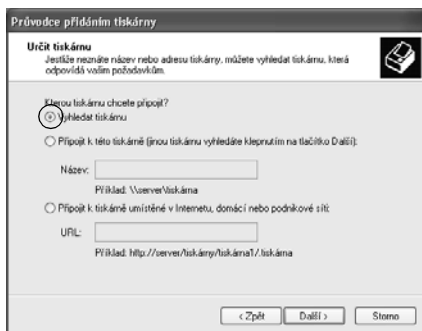 Průvodce přidáním tiskárny
Určit tiskárnu
Jestliže neznáte název nebo adresu tiskárny, můžete vyhledat tiskárnu, která
odpovídá vašim požadavkům.
Kterou tiskárnu chcete připojit?
Vyhledat tiskárnu
Připojit k této tiskárně (jinou tiskárnu vyhledáte klepnutím na tlačítko Další):
Název:
Příklad: \\server\tiskárna
Připojit k tiskárně umístěné v Internetu, domácí nebo podnikové síti:
URL:
Příklad: http://server/tiskárny/tiskárna1/.tiskárna
< Zpět Další > Storno